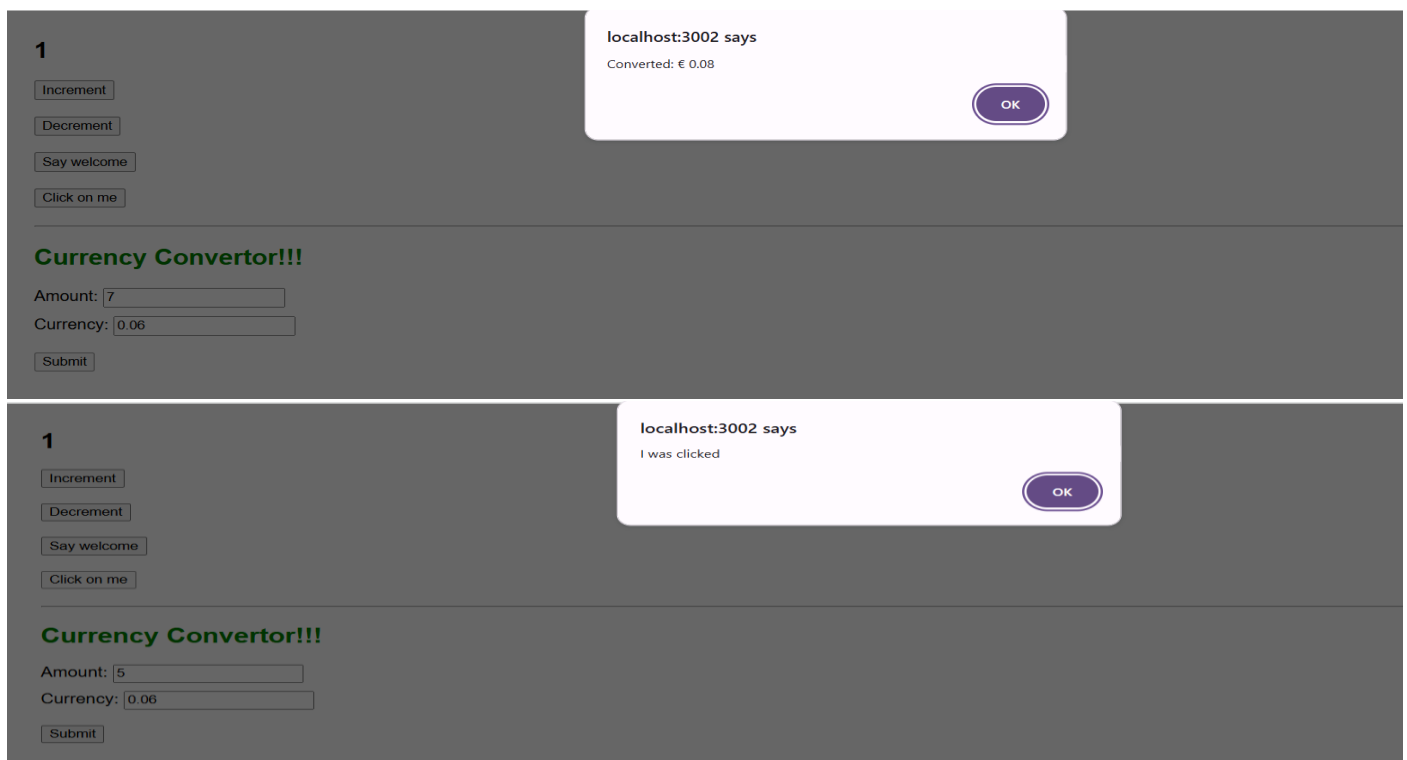 localhost:3002 says
Converted: € 0.08
OK
1
Increment
Decrement
Say welcome
Click on me
Currency Convertor!!!
Amount: 7
Currency: 0.06
Submit
localhost:3002 says
I was clicked
OK
1
Increment
Decrement
Say welcome
Click on me
Currency Convertor!!!
Amount: 5
Currency: 0.06
Submit